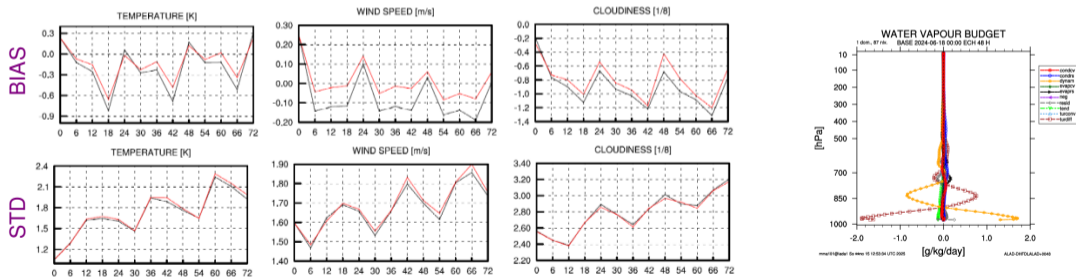 TEMPERATURE [K]
WIND SPEED [m/s]
CLOUDINESS [1/8]
BIAS
0.3
0.0
-0.3
-0.6
-0.9
0 6 12 18 24 30 36 42 48 54 60 66 72
0.30
0.20
0.10
0.00
-0.10
-0.20
0 6 12 18 24 30 36 42 48 54 60 66 72
0.0
-0.2
-0.4
-0.6
-0.8
-1.0
-1.2
-1.4
0 6 12 18 24 30 36 42 48 54 60 66 72
TEMPERATURE [K]
WIND SPEED [m/s]
CLOUDINESS [1/8]
STD
2.4
2.1
1.8
1.5
1.2
0 6 12 18 24 30 36 42 48 54 60 66 72
1.90
1.80
1.70
1.60
1.50
1.40
0 6 12 18 24 30 36 42 48 54 60 66 72
3.40
3.20
3.00
2.80
2.60
2.40
2.20
0 6 12 18 24 30 36 42 48 54 60 66 72
WATER VAPOUR BUDGET
BASE 2024-06-18 00:00 ECH 48 H
10
100
200
300
400
500
700
850
1000
[hPa]
-2.0 -1.0 0.0 1.0 2.0
[g/kg/day]